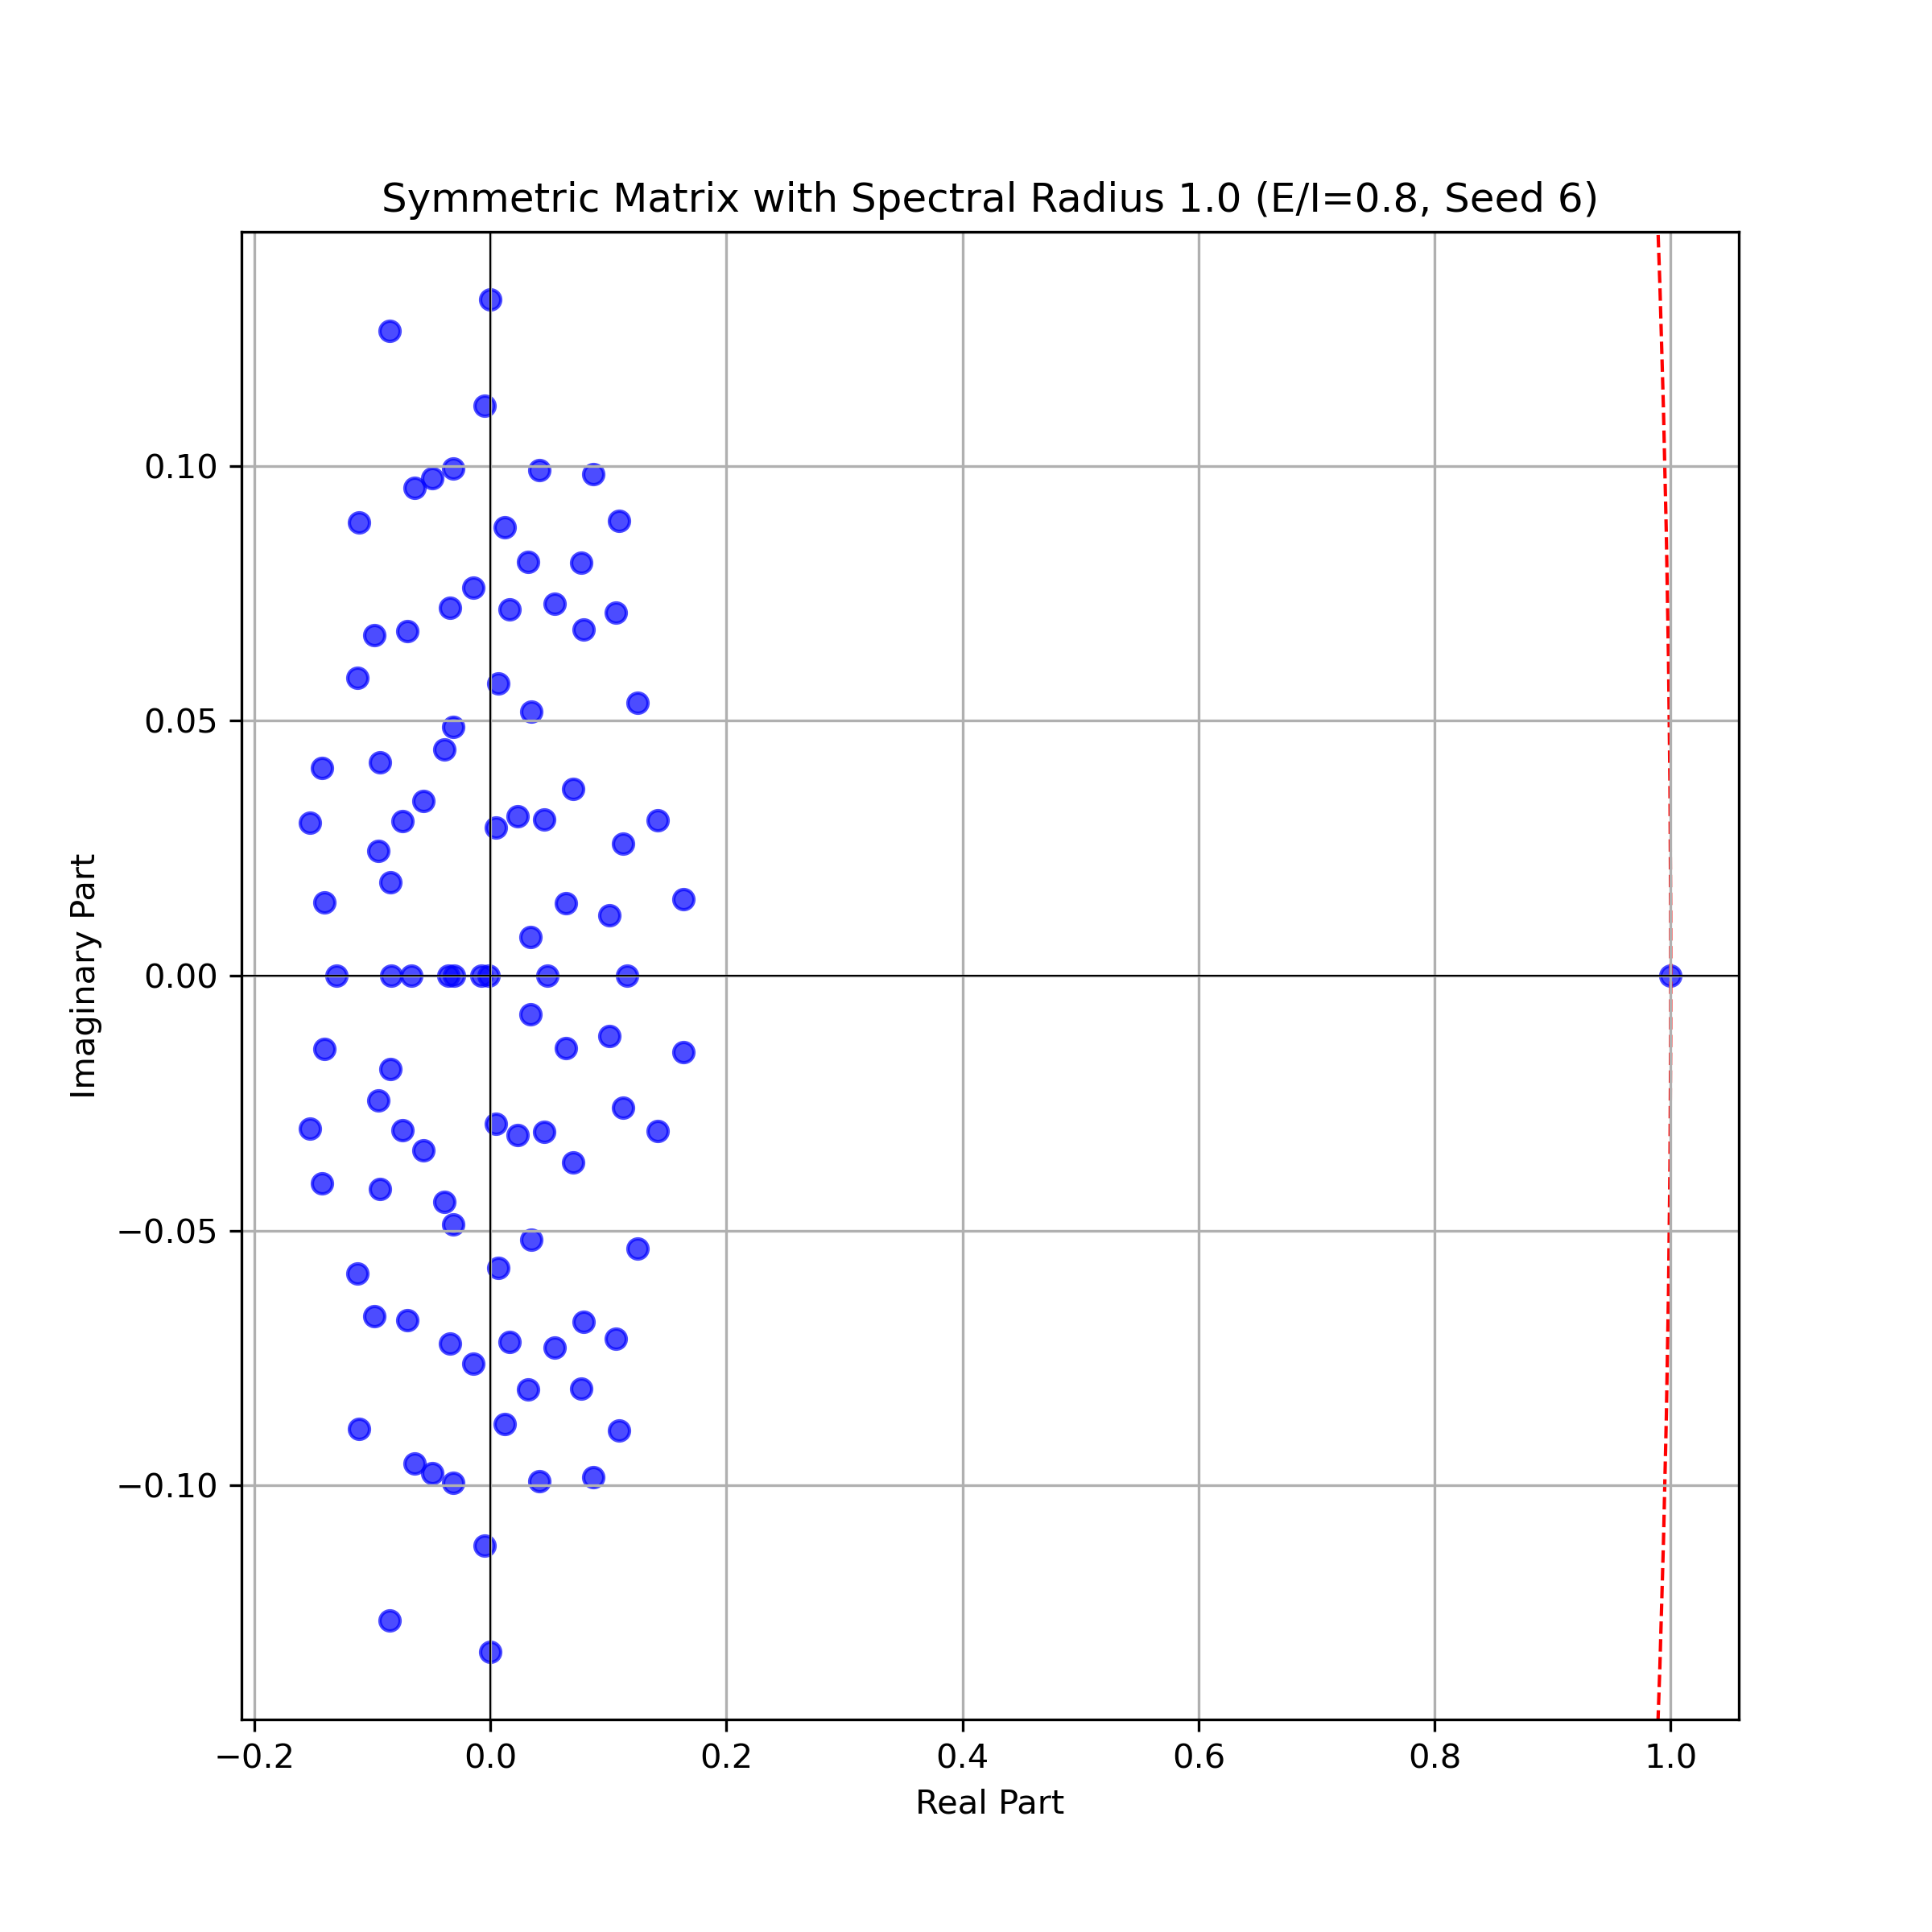 Symmetric Matrix with Spectral Radius 1.0 (E/I=0.8, Seed 6)
Imaginary Part
0.10
0.05
0.00
−0.05
−0.10
−0.2 0.0 0.2 0.4 0.6 0.8 1.0
Real Part